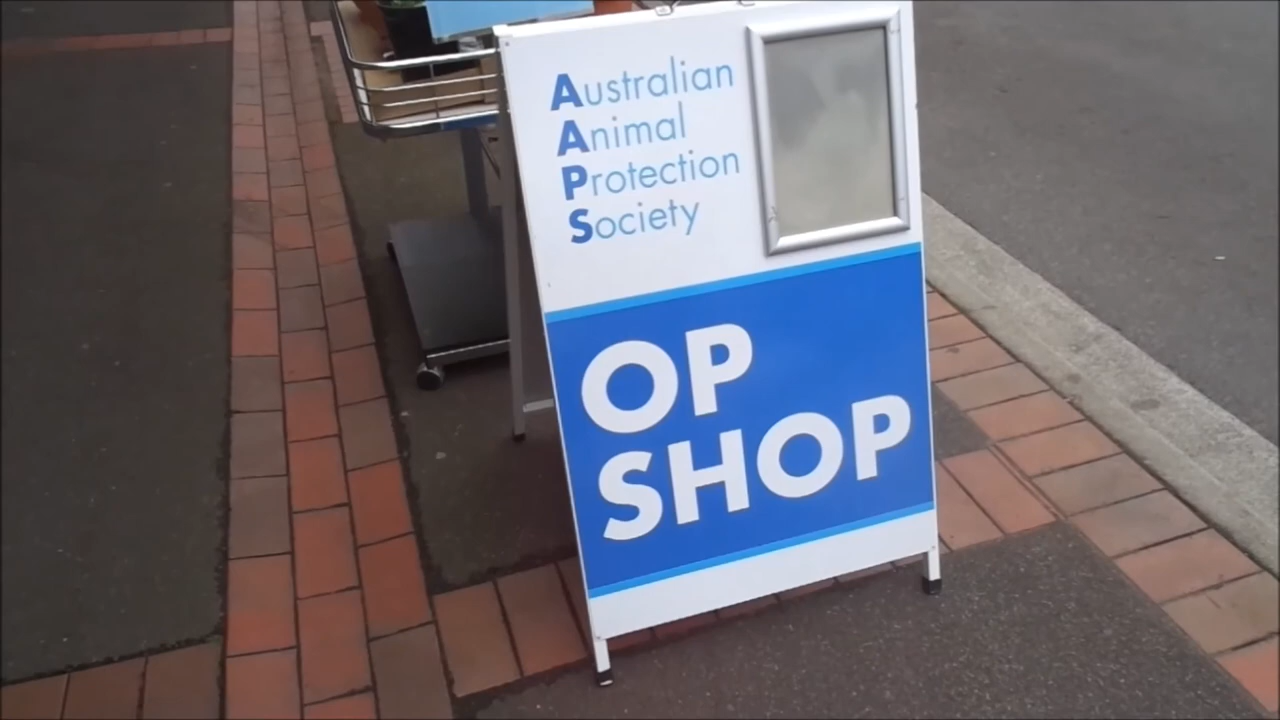 Australian
Animal
Protection
Society
OP
SHOP